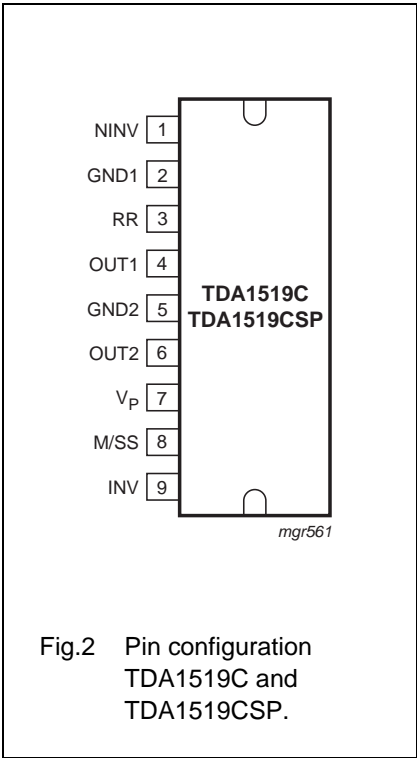 NINV 1
GND1 2
RR 3
OUT1 4
GND2 5
OUT2 6
VP 7
M/SS 8
INV 9
TDA1519C
TDA1519CSP
mgr561
Fig.2 Pin configuration
TDA1519C and
TDA1519CSP.